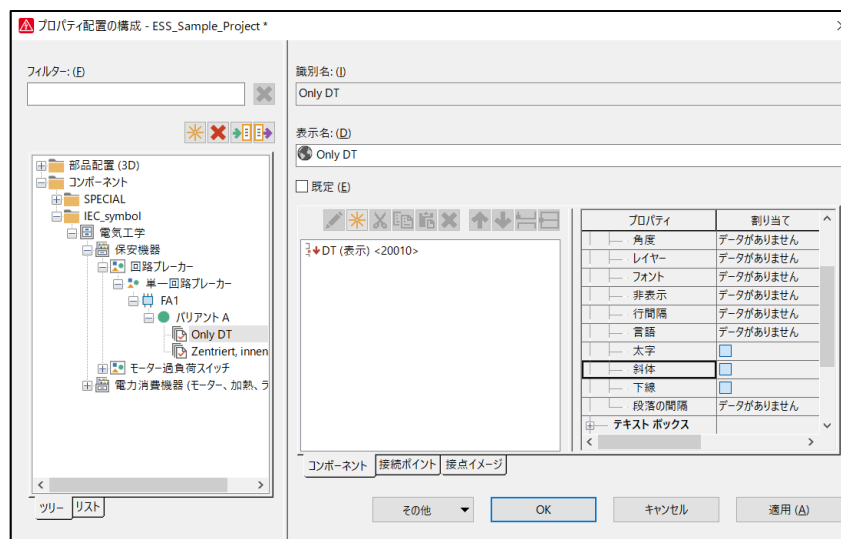 プロパティ配置の構成 - ESS_Sample_Project *
フィルター: (F)
部品配置 (3D)
コンポーネント
SPECIAL
IEC_symbol
電気工学
保安機器
回路ブレーカー
単一回路ブレーカー
FA1
バリアント A
Only DT
Zentriert, innen
モーター過負荷スイッチ
電力消費機器 (モーター、加熱、ラ
ツリー リスト
識別名: (I)
Only DT
表示名: (D)
Only DT
既定 (E)
DT (表示) <20010>
プロパティ 割り当て
角度 データがありません
レイヤー データがありません
フォント データがありません
非表示 データがありません
行間隔 データがありません
言語 データがありません
太字
斜体
下線
段落の間隔 データがありません
テキスト ボックス
コンポーネント 接続ポイント 接点イメージ
その他 OK キャンセル 適用 (A)